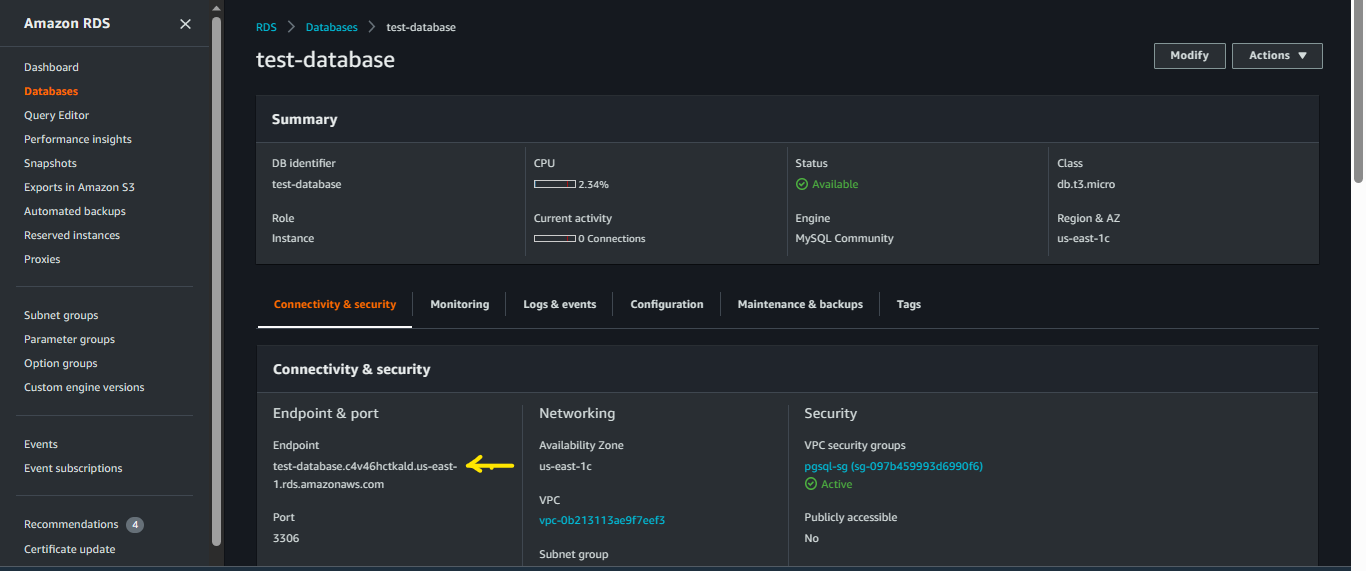 Amazon RDS
Dashboard
Databases
Query Editor
Performance insights
Snapshots
Exports in Amazon S3
Automated backups
Reserved instances
Proxies
Subnet groups
Parameter groups
Option groups
Custom engine versions
Events
Event subscriptions
Recommendations 4
Certificate update
RDS > Databases > test-database
test-database
Modify
Actions
Summary
DB identifier
test-database
Role
Instance
CPU
2.34%
Current activity
0 Connections
Status
Available
Engine
MySQL Community
Class
db.t3.micro
Region & AZ
us-east-1c
Connectivity & security
Monitoring
Logs & events
Configuration
Maintenance & backups
Tags
Connectivity & security
Endpoint & port
Endpoint
test-database.c4v46hctkald.us-east-
1.rds.amazonaws.com
Port
3306
Networking
Availability Zone
us-east-1c
VPC
vpc-0b213113ae9f7eef3
Subnet group
Security
VPC security groups
pgsql-sg (sg-097b459993d6990f6)
Active
Publicly accessible
No